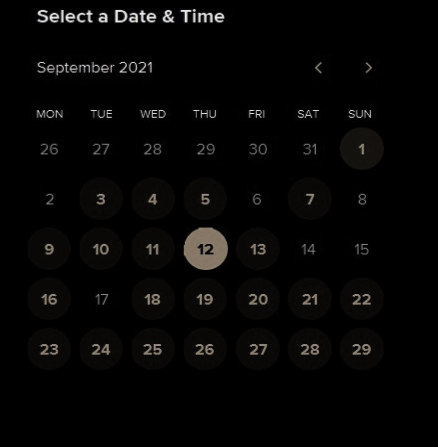 Select a Date & Time
September 2021
MON TUE WED THU FRI SAT SUN
26 27 28 29 30 31 1
2 3 4 5 6 7 8
9 10 11 12 13 14 15
16 17 18 19 20 21 22
23 24 25 26 27 28 29